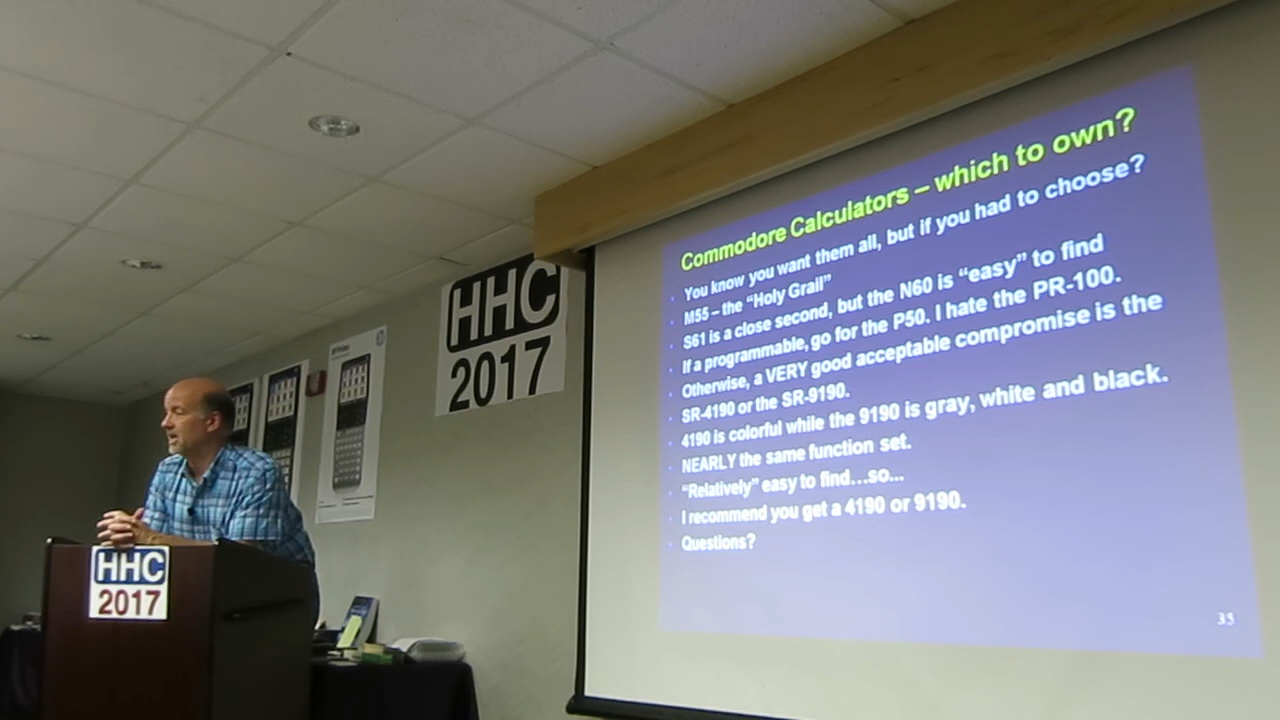 Commodore Calculators – which to own?
You know you want them all, but if you had to choose?
M55 – the “Holy Grail”
S61 is a close second, but the N60 is “easy” to find
If a programmable, go for the P50. I hate the PR-100.
Otherwise, a VERY good acceptable compromise is the
SR-4190 or the SR-9190.
4190 is colorful while the 9190 is gray, white and black.
NEARLY the same function set.
“Relatively” easy to find…so...
I recommend you get a 4190 or 9190.
Questions?
35
HHC
2017
HHC
2017